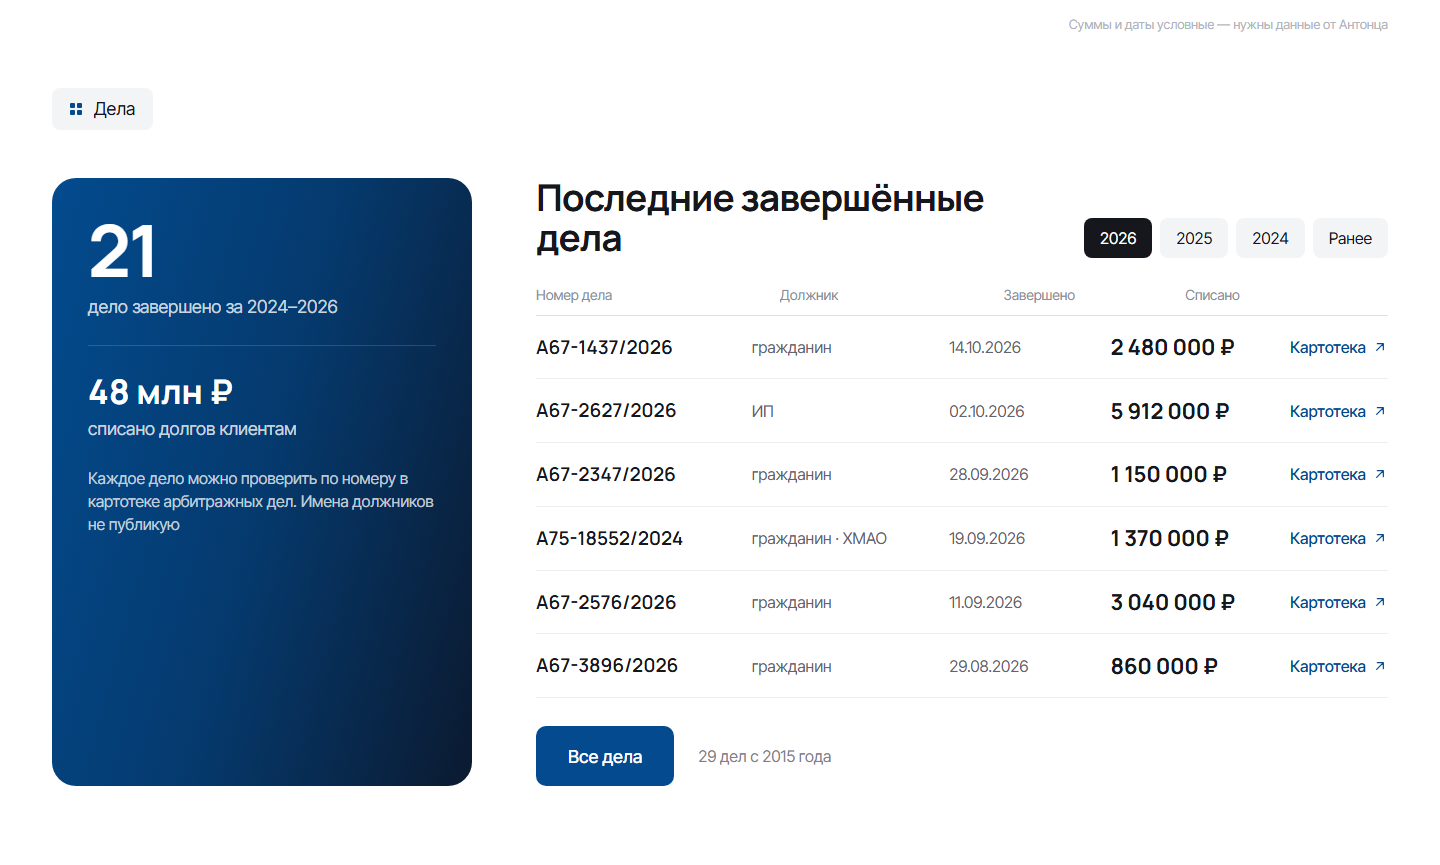 Суммы и даты условные — нужны данные от Антонца
Дела
21
дело завершено за 2024–2026
48 млн ₽
списано долгов клиентам
Каждое дело можно проверить по номеру в
картотеке арбитражных дел. Имена должников
не публикую
Последние завершённые
дела
2026 2025 2024 Ранее
Номер дела Должник Завершено Списано
А67-1437/2026 гражданин 14.10.2026 2 480 000 ₽ Картотека ↗
А67-2627/2026 ИП 02.10.2026 5 912 000 ₽ Картотека ↗
А67-2347/2026 гражданин 28.09.2026 1 150 000 ₽ Картотека ↗
А75-18552/2024 гражданин · ХМАО 19.09.2026 1 370 000 ₽ Картотека ↗
А67-2576/2026 гражданин 11.09.2026 3 040 000 ₽ Картотека ↗
А67-3896/2026 гражданин 29.08.2026 860 000 ₽ Картотека ↗
Все дела 29 дел с 2015 года